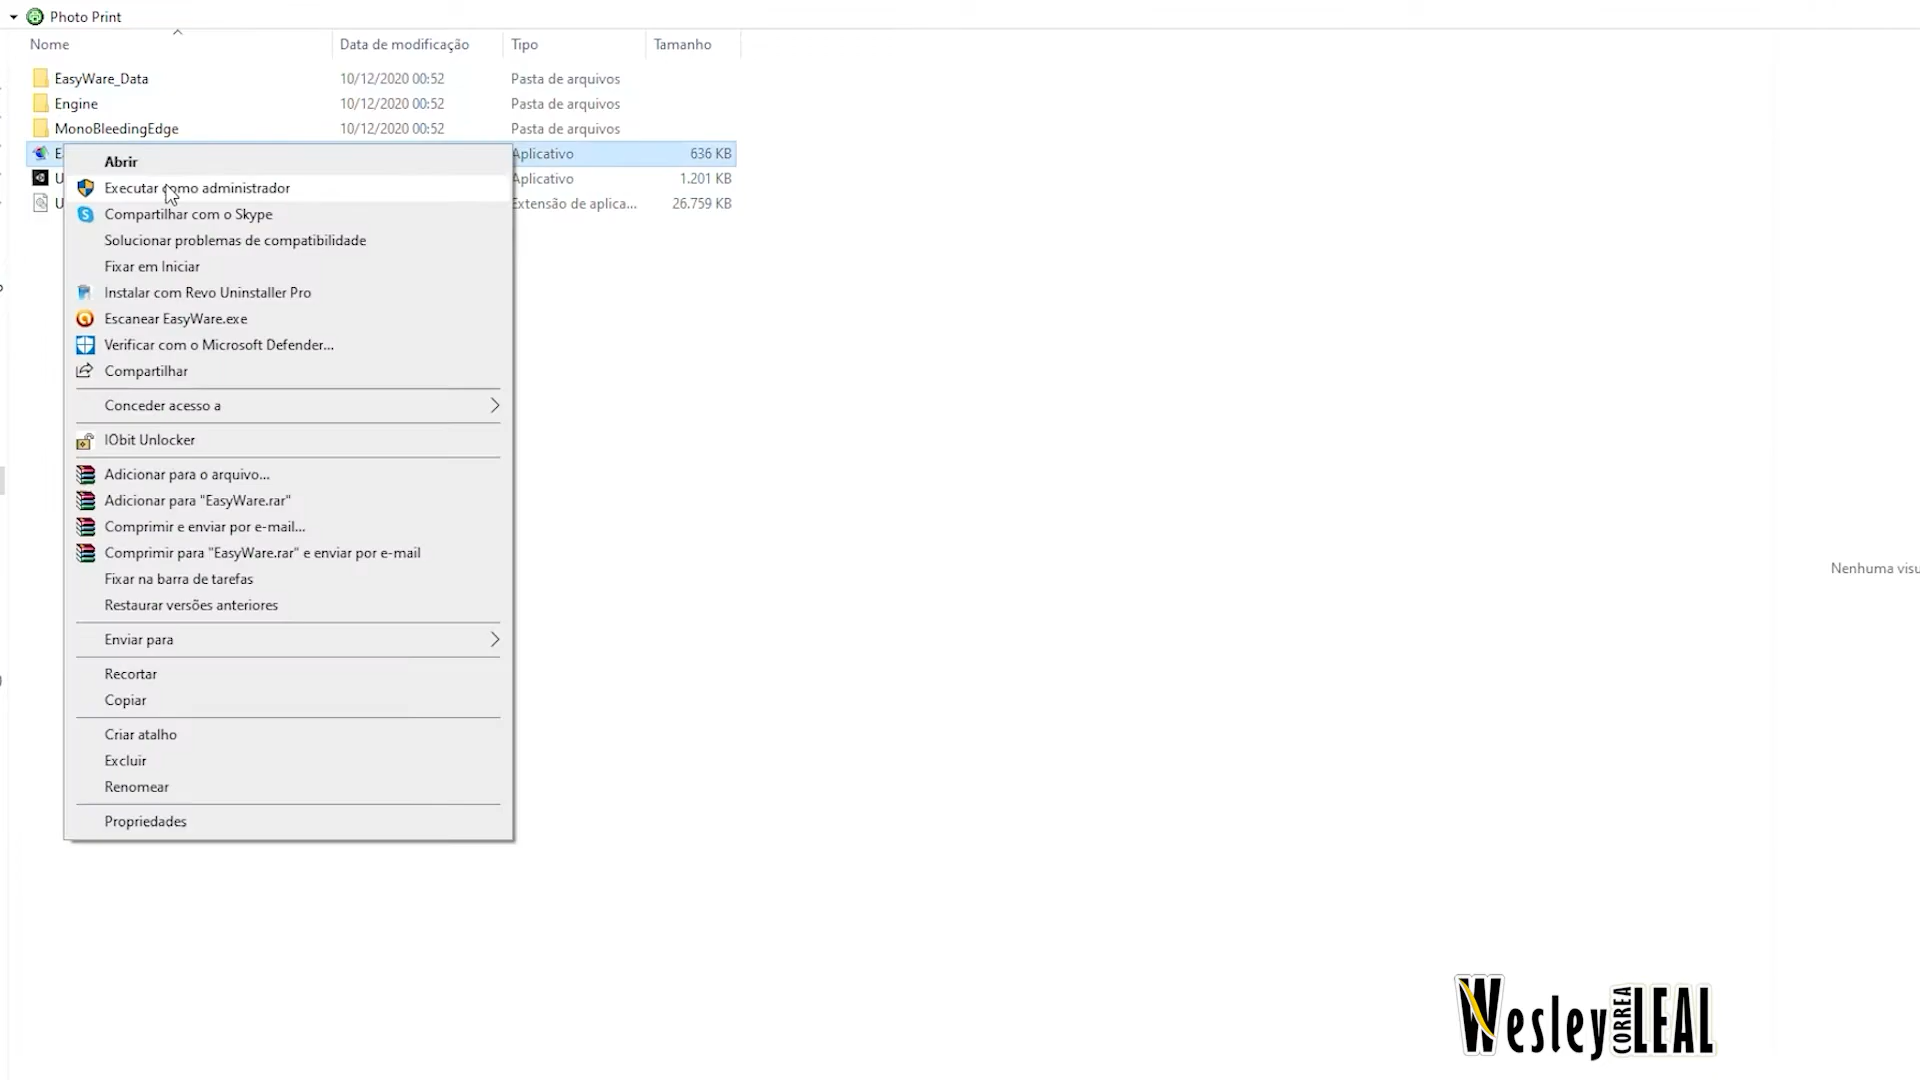 Photo Print
Nome Data de modificação Tipo Tamanho
EasyWare_Data 10/12/2020 00:52 Pasta de arquivos
Engine 10/12/2020 00:52 Pasta de arquivos
MonoBleedingEdge 10/12/2020 00:52 Pasta de arquivos
Aplicativo 636 KB
Aplicativo 1.201 KB
Extensão de aplica... 26.759 KB
Abrir
Executar como administrador
Compartilhar com o Skype
Solucionar problemas de compatibilidade
Fixar em Iniciar
Instalar com Revo Uninstaller Pro
Escanear EasyWare.exe
Verificar com o Microsoft Defender...
Compartilhar
Conceder acesso a
IObit Unlocker
Adicionar para o arquivo...
Adicionar para "EasyWare.rar"
Comprimir e enviar por e-mail...
Comprimir para "EasyWare.rar" e enviar por e-mail
Fixar na barra de tarefas
Restaurar versões anteriores
Enviar para
Recortar
Copiar
Criar atalho
Excluir
Renomear
Propriedades
Nenhuma visu
Wesley CORREA LEAL